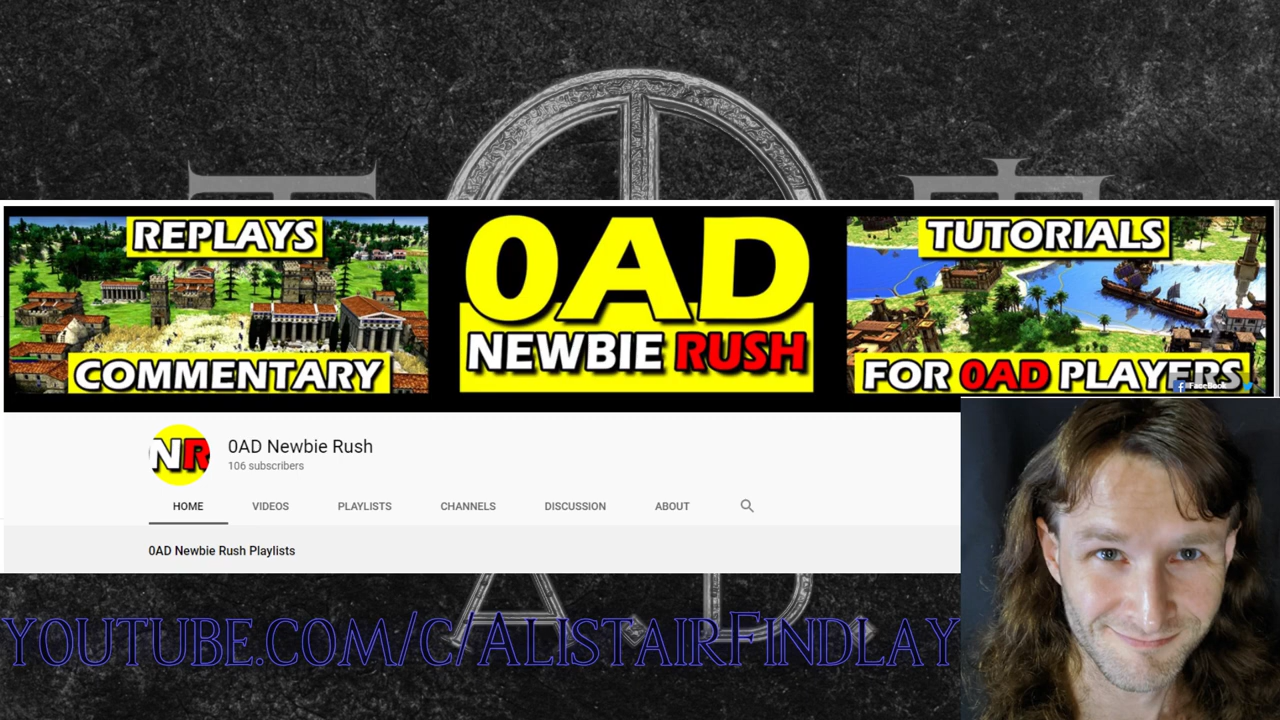 REPLAYS
COMMENTARY
0AD
NEWBIE RUSH
TUTORIALS
FOR 0AD PLAYERS
FaceBook
NR
0AD Newbie Rush
106 subscribers
HOME VIDEOS PLAYLISTS CHANNELS DISCUSSION ABOUT
0AD Newbie Rush Playlists
A.D
YOUTUBE.COM/C/ALISTAIRFINDLAY